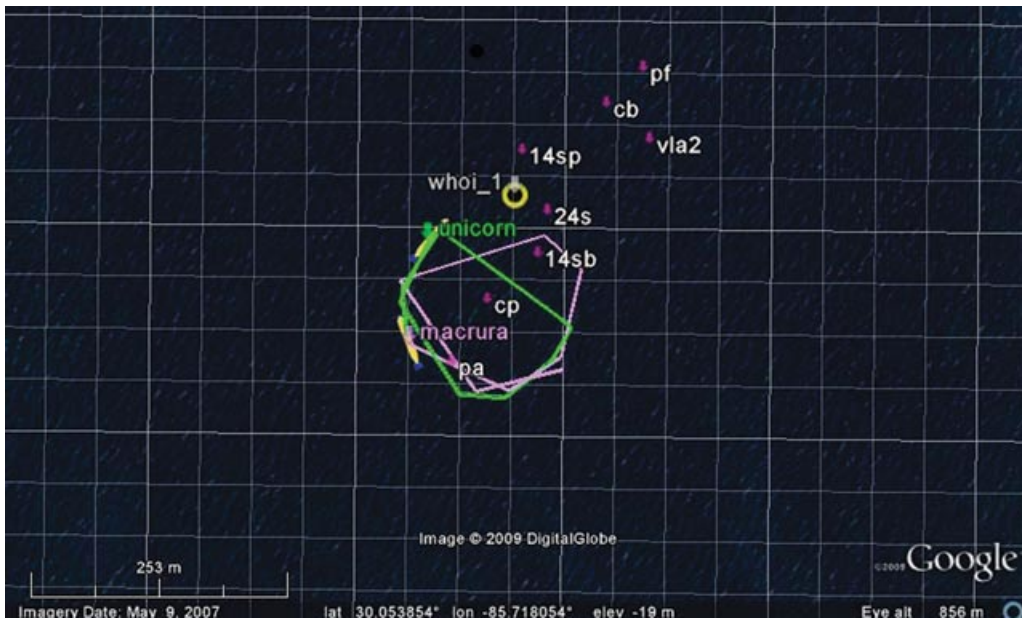 pf
cb
vla2
14sp
whoi_1
24s
unicorn
14sb
cp
macrura
pa
Image © 2009 DigitalGlobe
©2009 Google
253 m
Imagery Date: May 9, 2007 lat 30.053854° lon -85.718054° elev -19 m Eye alt 856 m